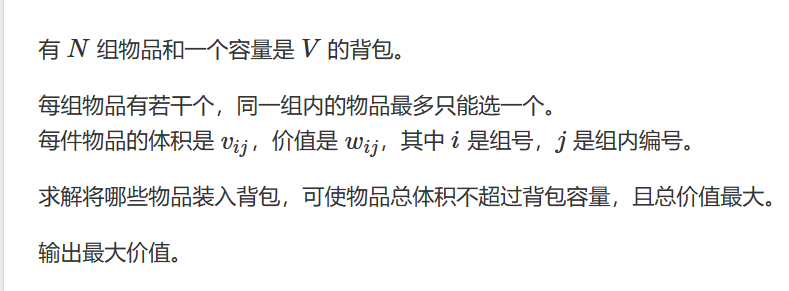 有 N 组物品和一个容量是 V 的背包。
每组物品有若干个，同一组内的物品最多只能选一个。
每件物品的体积是 v_{ij}，价值是 w_{ij}，其中 i 是组号，j 是组内编号。
求解将哪些物品装入背包，可使物品总体积不超过背包容量，且总价值最大。
输出最大价值。